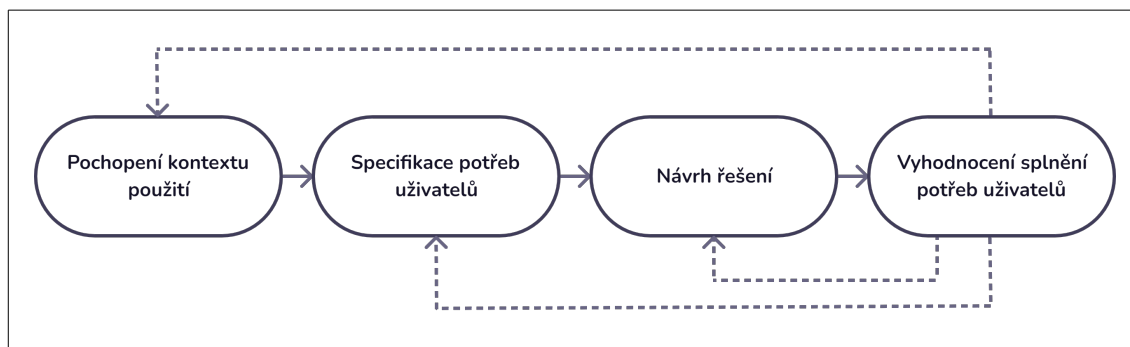 Pochopení kontextu
použití
Specifikace potřeb
uživatelů
Návrh řešení
Vyhodnocení splnění
potřeb uživatelů